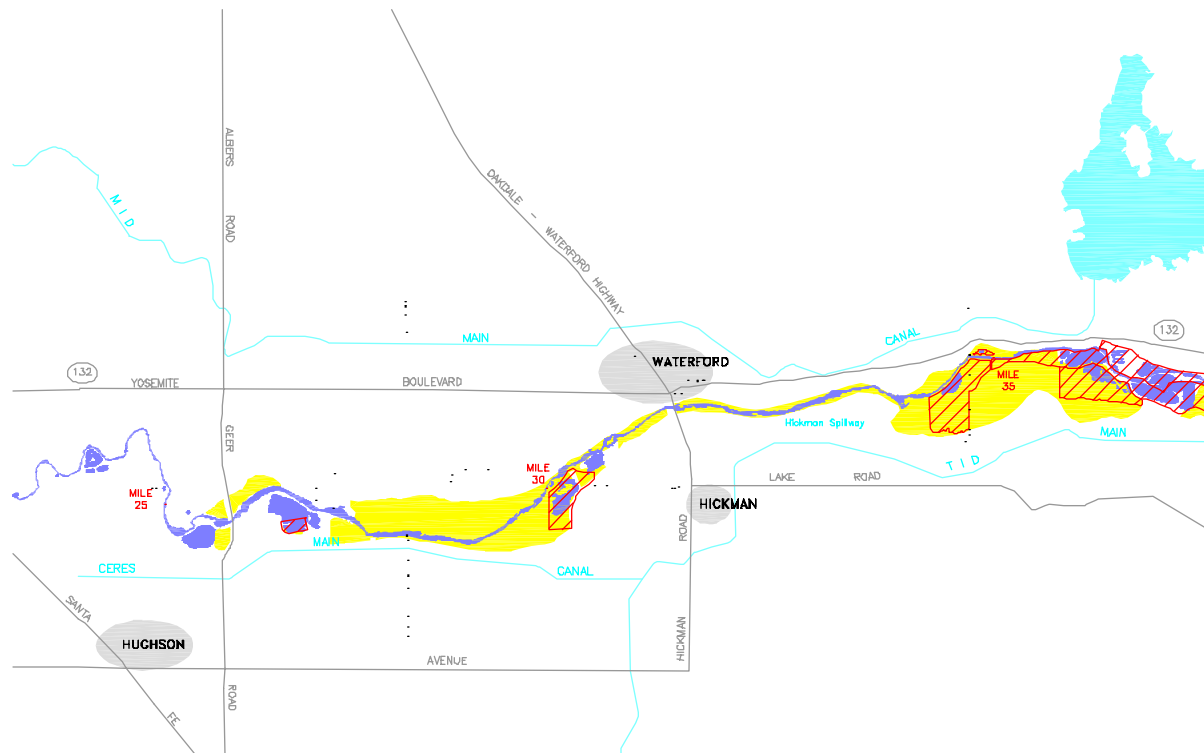 ALBERS
ROAD
OAKDALE - WATERFORD HIGHWAY
MID
MAIN
CANAL
132
WATERFORD
132
YOSEMITE
BOULEVARD
MILE
35
Hickman Spillway
GEER
MAIN
TID
MILE
30
LAKE ROAD
MILE
25
HICKMAN
MAIN
CERES
CANAL
ROAD
SANTA
HUGHSON
HICKMAN
AVENUE
ROAD
FE